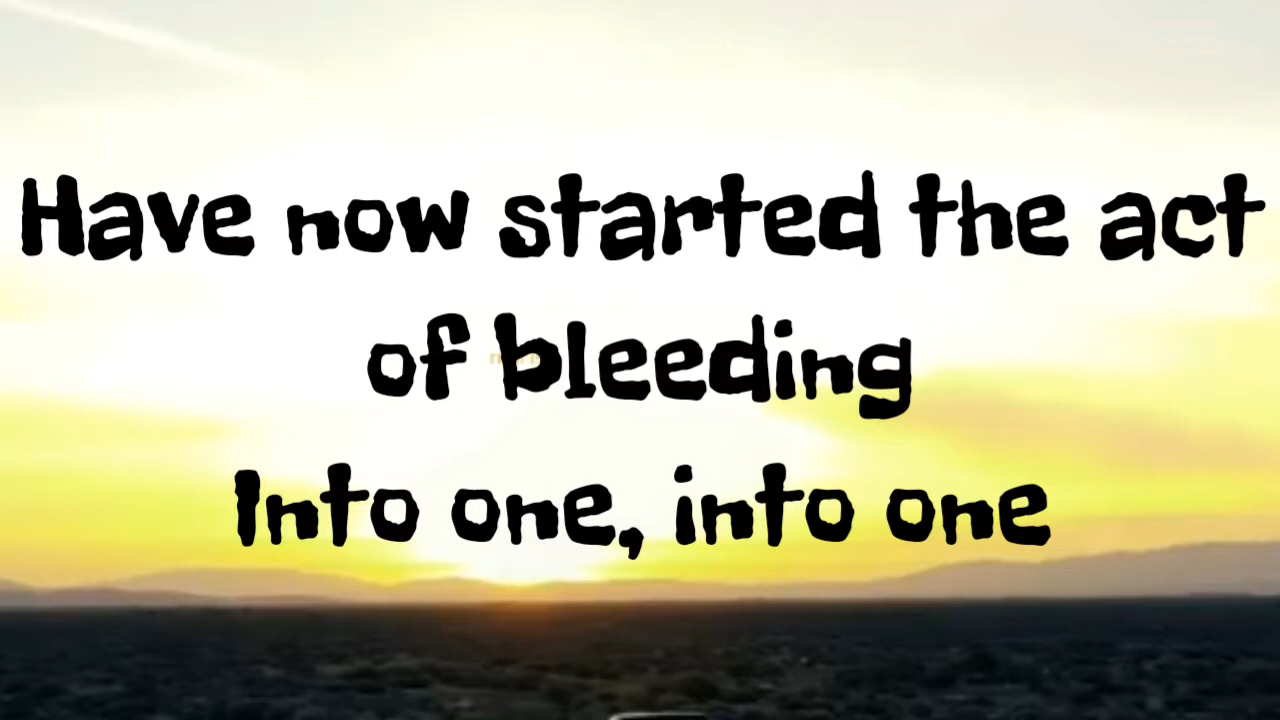 Have now started the act
of bleeding
Into one, into one